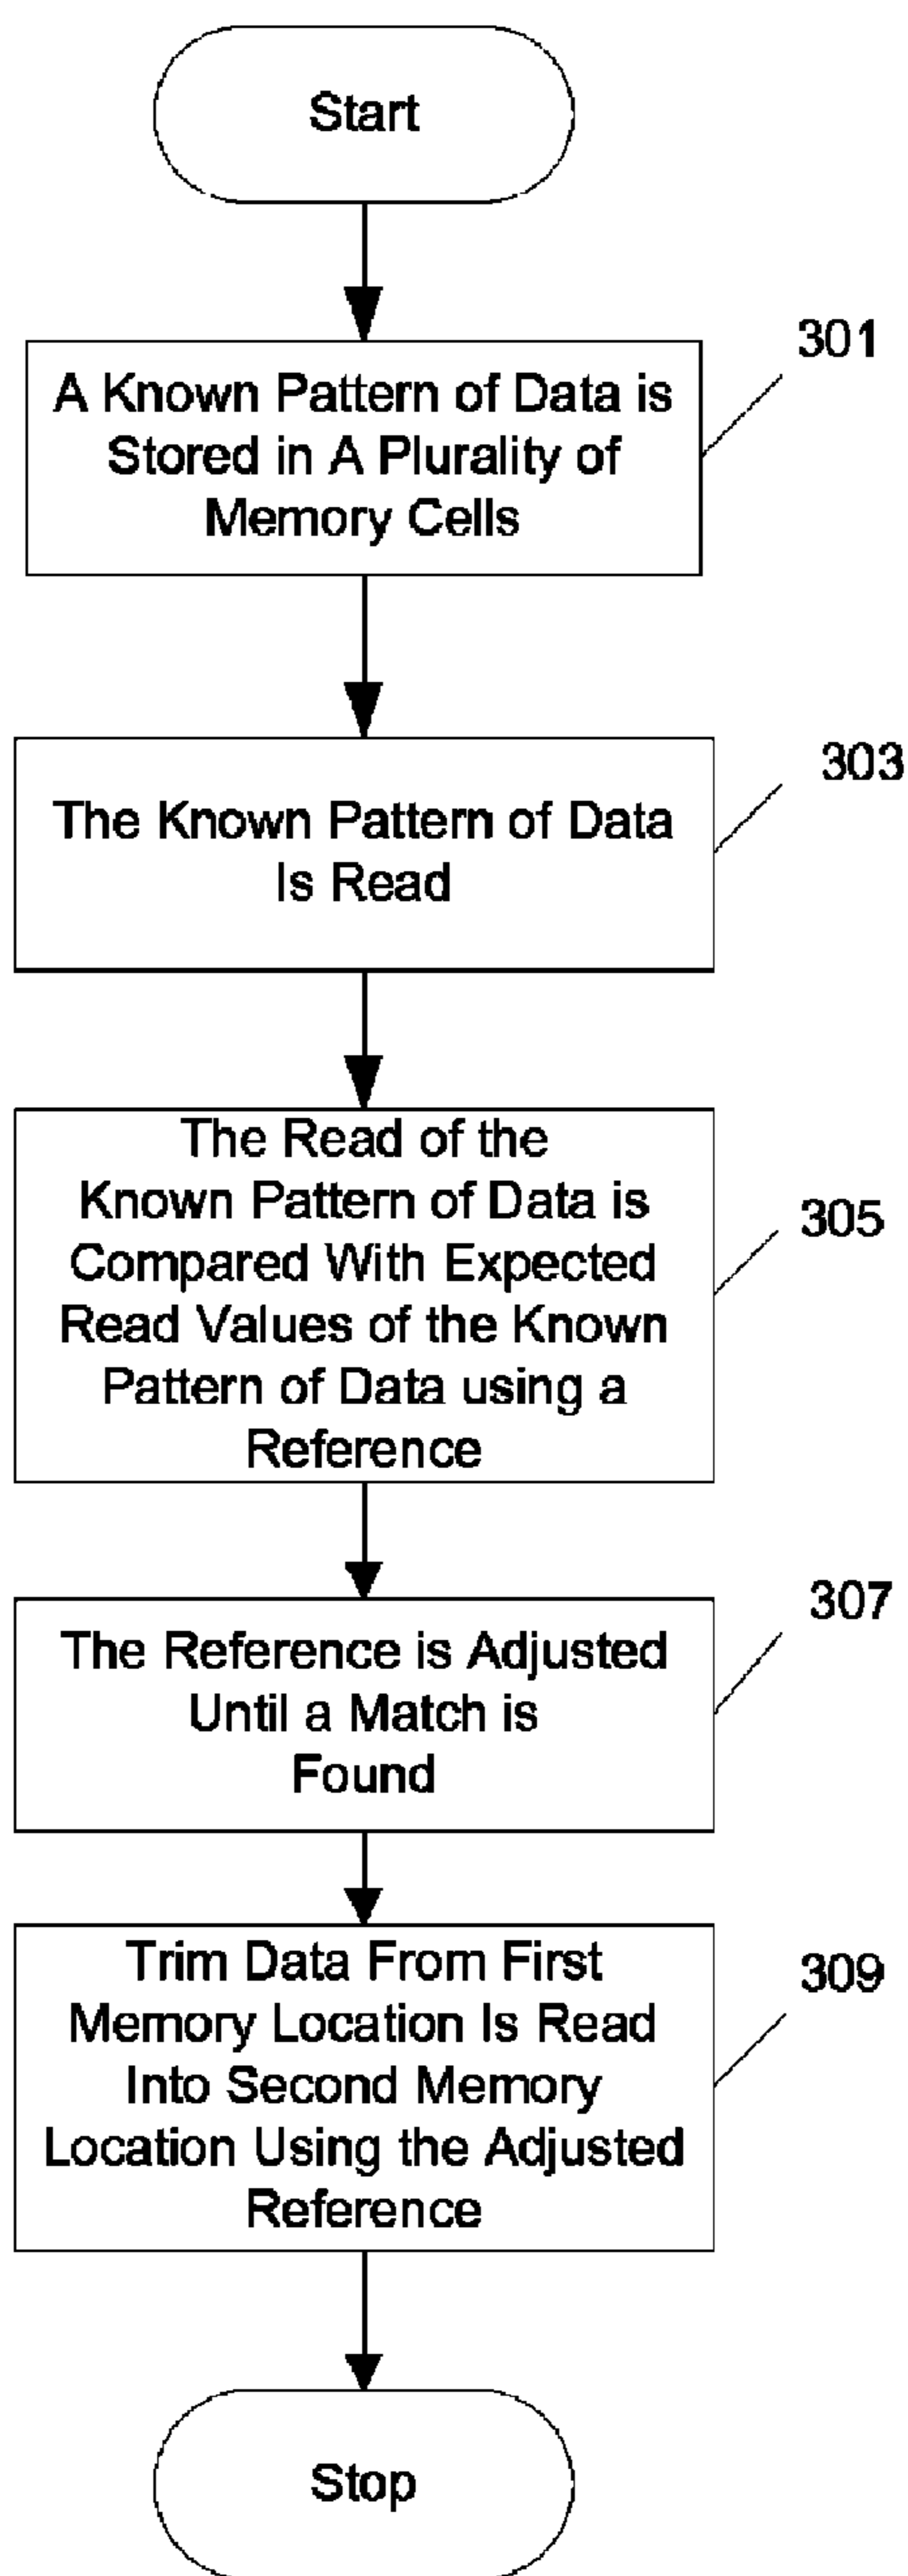 Start
301
A Known Pattern of Data is
Stored in A Plurality of
Memory Cells
303
The Known Pattern of Data
Is Read
The Read of the
Known Pattern of Data is
Compared With Expected
Read Values of the Known
Pattern of Data using a
Reference
305
307
The Reference is Adjusted
Until a Match is
Found
Trim Data From First
Memory Location Is Read
Into Second Memory
Location Using the Adjusted
Reference
309
Stop